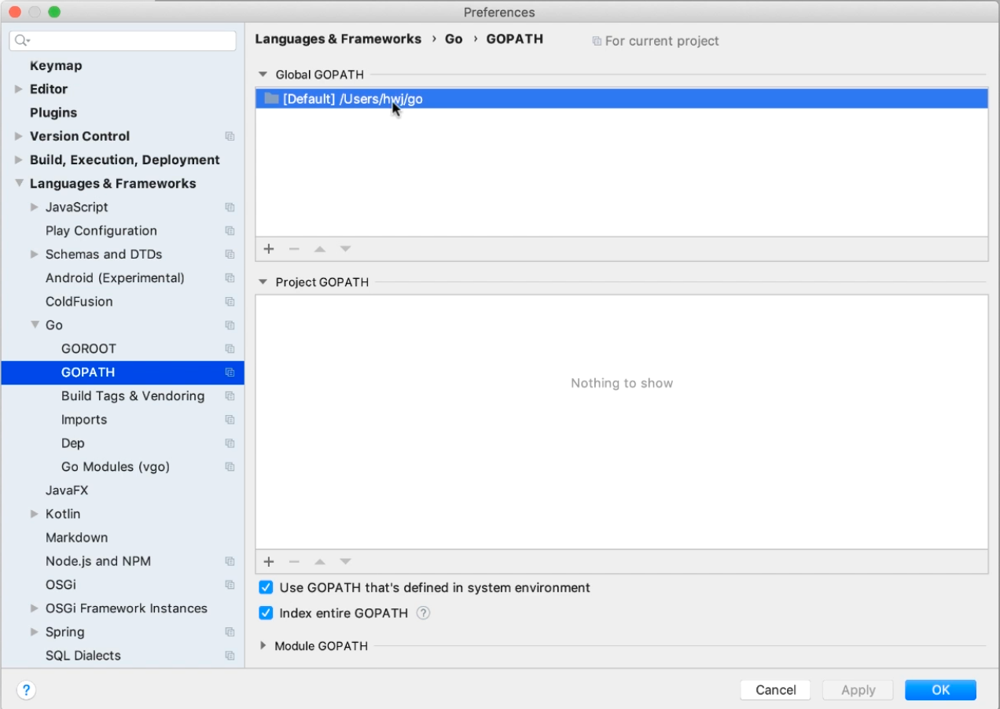 Preferences
Languages & Frameworks › Go › GOPATH
For current project
Keymap
Editor
Plugins
Version Control
Build, Execution, Deployment
Languages & Frameworks
JavaScript
Play Configuration
Schemas and DTDs
Android (Experimental)
ColdFusion
Go
GOROOT
GOPATH
Build Tags & Vendoring
Imports
Dep
Go Modules (vgo)
JavaFX
Kotlin
Markdown
Node.js and NPM
OSGi
OSGi Framework Instances
Spring
SQL Dialects
Global GOPATH
[Default] /Users/hwj/go
Project GOPATH
Nothing to show
Use GOPATH that's defined in system environment
Index entire GOPATH ?
Module GOPATH
?
Cancel
Apply
OK